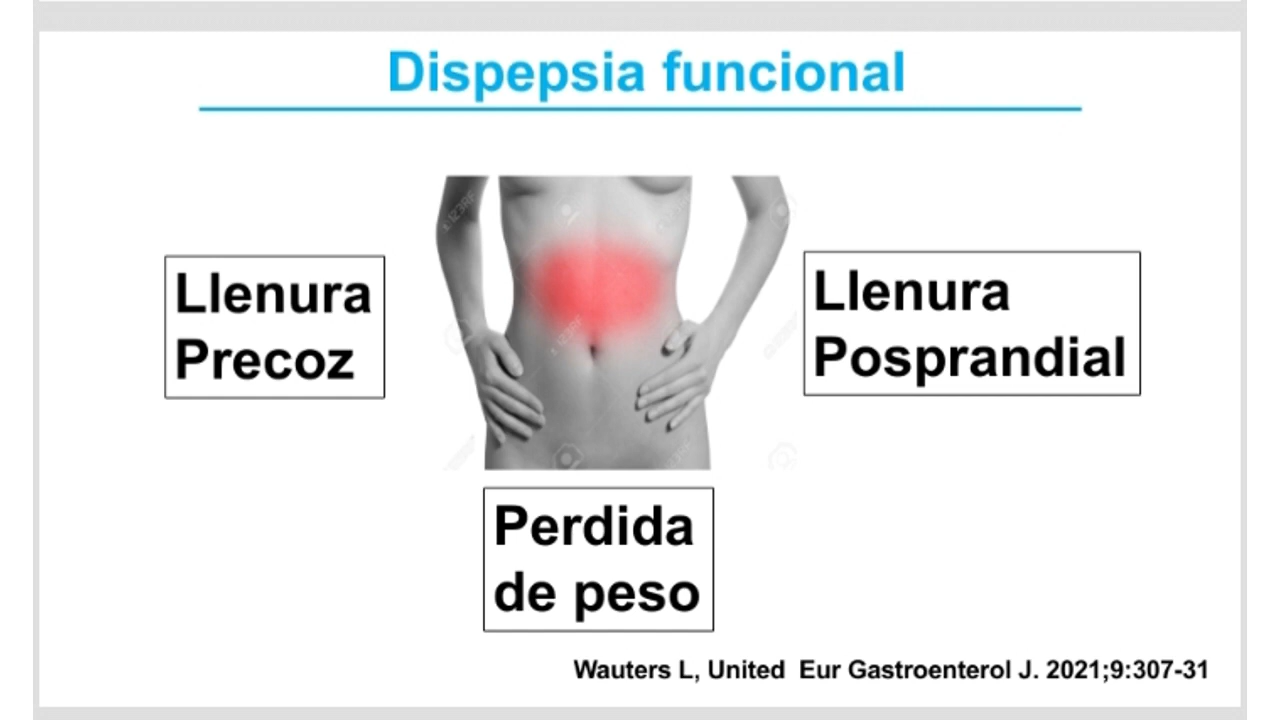 Dispepsia funcional
Llenura
Precoz
Llenura
Posprandial
Perdida
de peso
Wauters L, United Eur Gastroenterol J. 2021;9:307-31